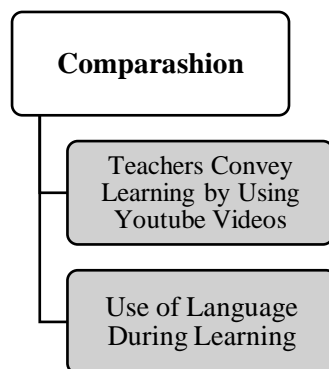 Comparashion
Teachers Convey
Learning by Using
Youtube Videos
Use of Language
During Learning